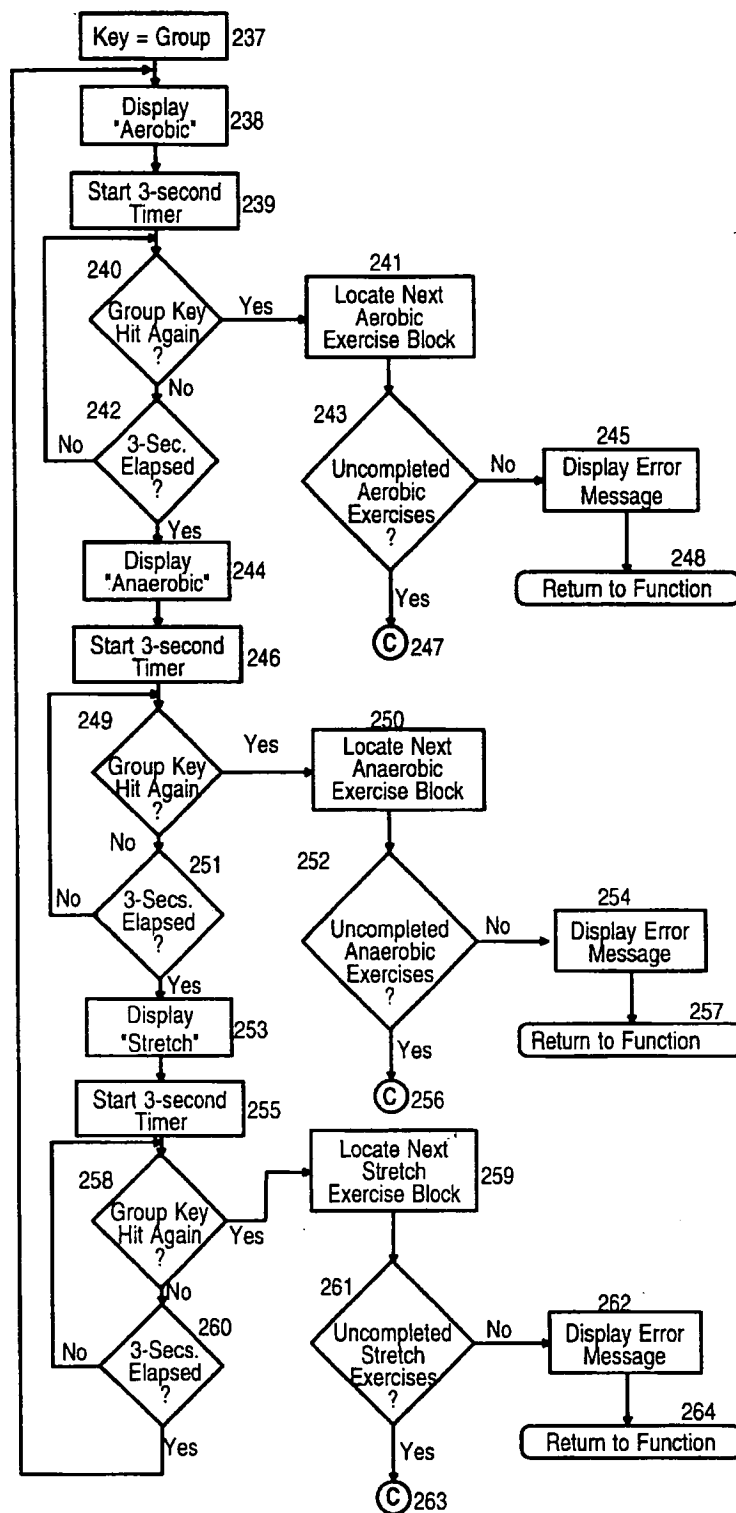 Key = Group
237
Display
"Aerobic"
238
Start 3-second
Timer
239
240
Group Key
Hit Again
?
Yes
No
241
Locate Next
Aerobic
Exercise Block
242
3-Sec.
Elapsed
?
No
Yes
243
Uncompleted
Aerobic
Exercises
?
No
Yes
245
Display Error
Message
248
Return to Function
C
247
Display
"Anaerobic"
244
Start 3-second
Timer
246
249
Group Key
Hit Again
?
Yes
No
250
Locate Next
Anaerobic
Exercise Block
251
3-Secs.
Elapsed
?
No
Yes
252
Uncompleted
Anaerobic
Exercises
?
No
Yes
254
Display Error
Message
257
Return to Function
C
256
Display
"Stretch"
253
Start 3-second
Timer
255
258
Group Key
Hit Again
?
Yes
No
Locate Next
Stretch
Exercise Block
259
260
3-Secs.
Elapsed
?
No
Yes
261
Uncompleted
Stretch
Exercises
?
No
Yes
262
Display Error
Message
264
Return to Function
C
263